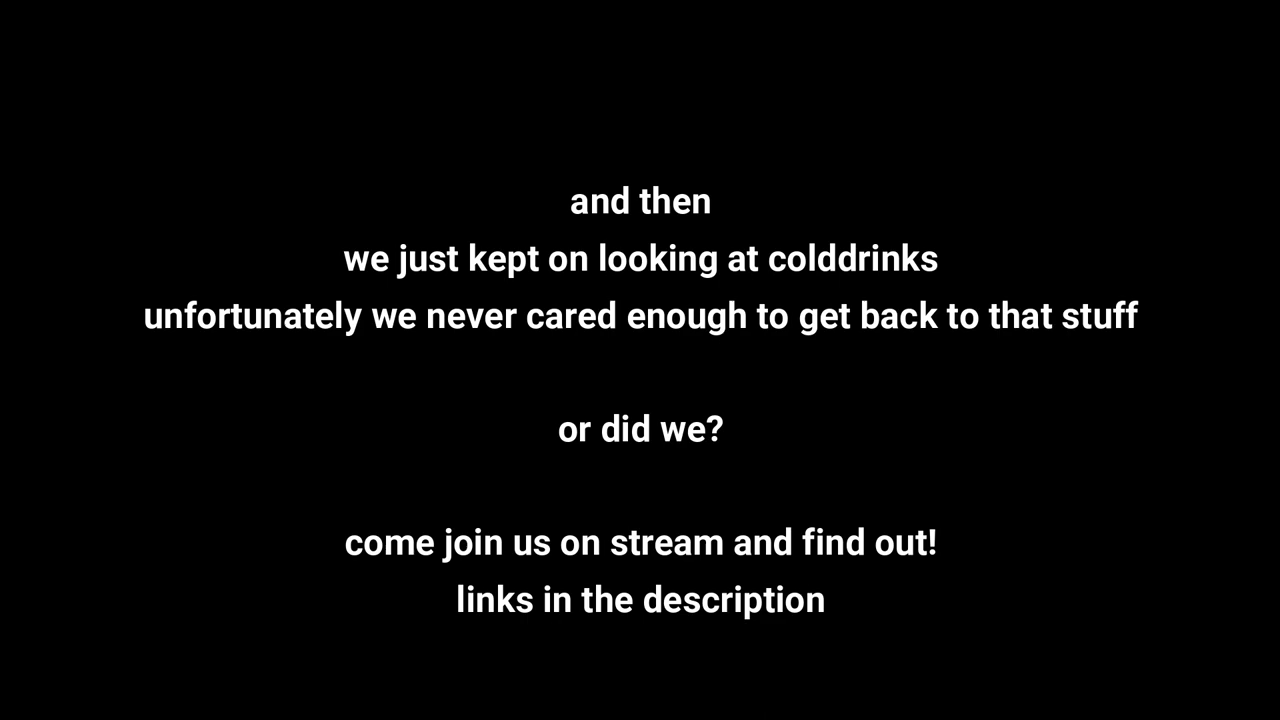 and then
we just kept on looking at colddrinks
unfortunately we never cared enough to get back to that stuff
or did we?
come join us on stream and find out!
links in the description